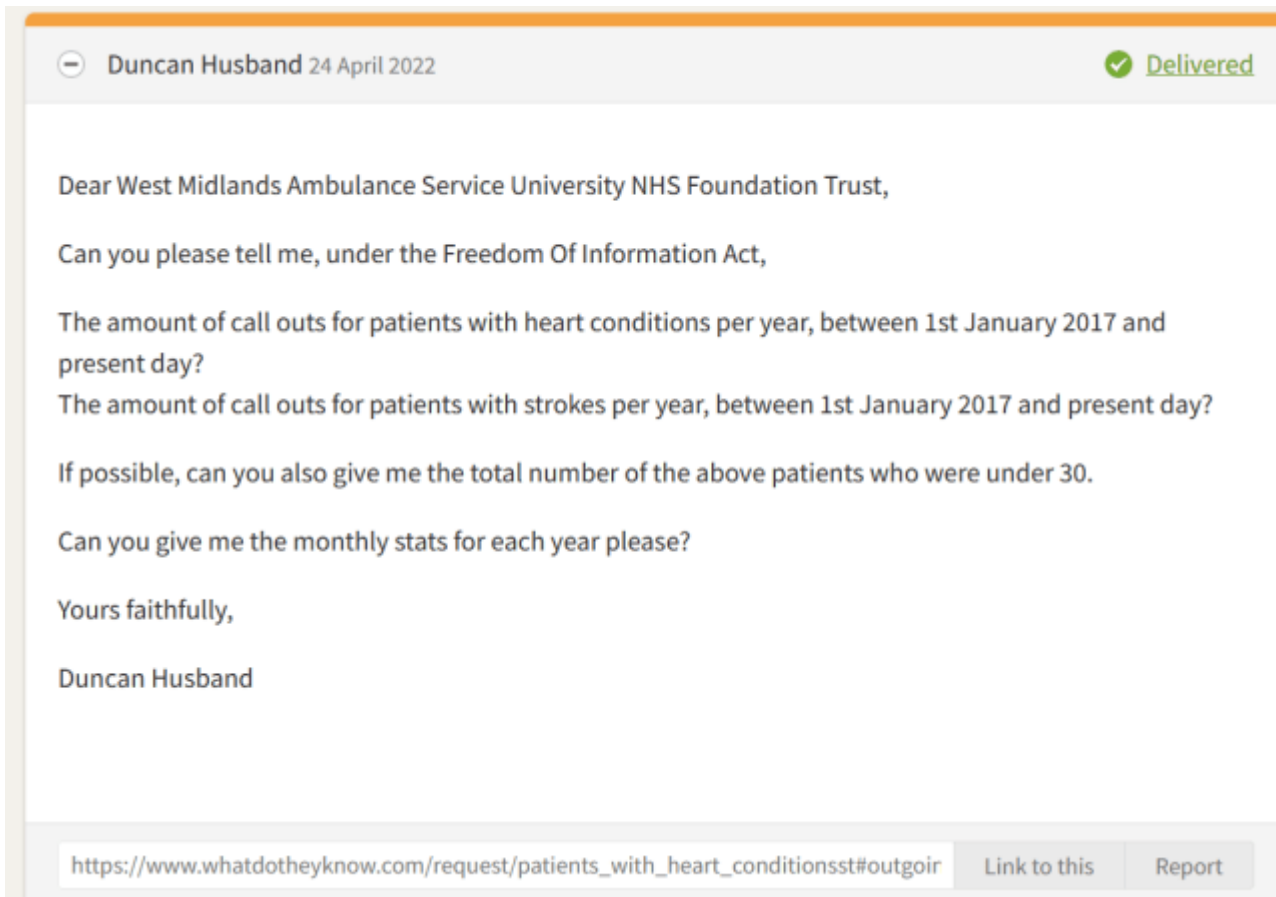 Duncan Husband 24 April 2022
Delivered
Dear West Midlands Ambulance Service University NHS Foundation Trust,
Can you please tell me, under the Freedom Of Information Act,
The amount of call outs for patients with heart conditions per year, between 1st January 2017 and
present day?
The amount of call outs for patients with strokes per year, between 1st January 2017 and present day?
If possible, can you also give me the total number of the above patients who were under 30.
Can you give me the monthly stats for each year please?
Yours faithfully,
Duncan Husband
https://www.whatdotheyknow.com/request/patients_with_heart_conditionsst#outgoin
Link to this
Report